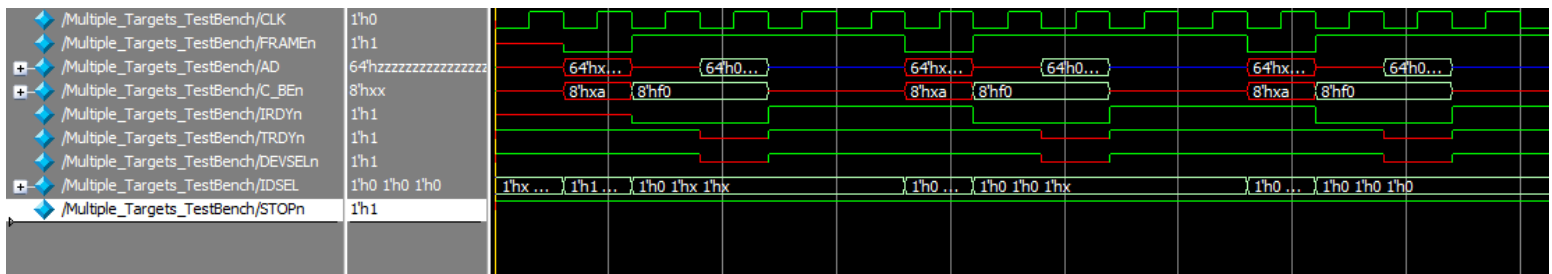 /Multiple_Targets_TestBench/CLK 1'h0
/Multiple_Targets_TestBench/FRAMEn 1'h1
/Multiple_Targets_TestBench/AD 64'hzzzzzzzzzzzzzzzz 64'hx... 64'h0... 64'hx... 64'h0... 64'hx... 64'h0...
/Multiple_Targets_TestBench/C_BEn 8'hxx 8'hxa 8'hf0 8'hxa 8'hf0 8'hxa 8'hf0
/Multiple_Targets_TestBench/IRDYn 1'h1
/Multiple_Targets_TestBench/TRDYn 1'h1
/Multiple_Targets_TestBench/DEVSELn 1'h1
/Multiple_Targets_TestBench/IDSEL 1'h0 1'h0 1'h0 1'hx ... 1'h1 ... 1'h0 1'hx 1'hx 1'h0 ... 1'h0 1'h0 1'hx 1'h0 ... 1'h0 1'h0 1'h0
/Multiple_Targets_TestBench/STOPn 1'h1